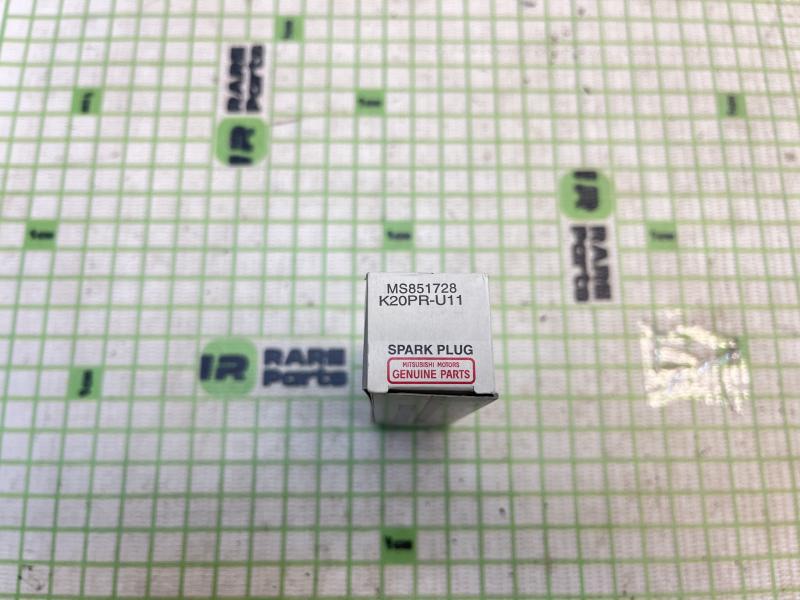 RARE
Parts
IR
IR
RARE
Parts
MS851728
K20PR-U11
SPARK PLUG
MITSUBISHI MOTORS
GENUINE PARTS
IR
RARE
Parts